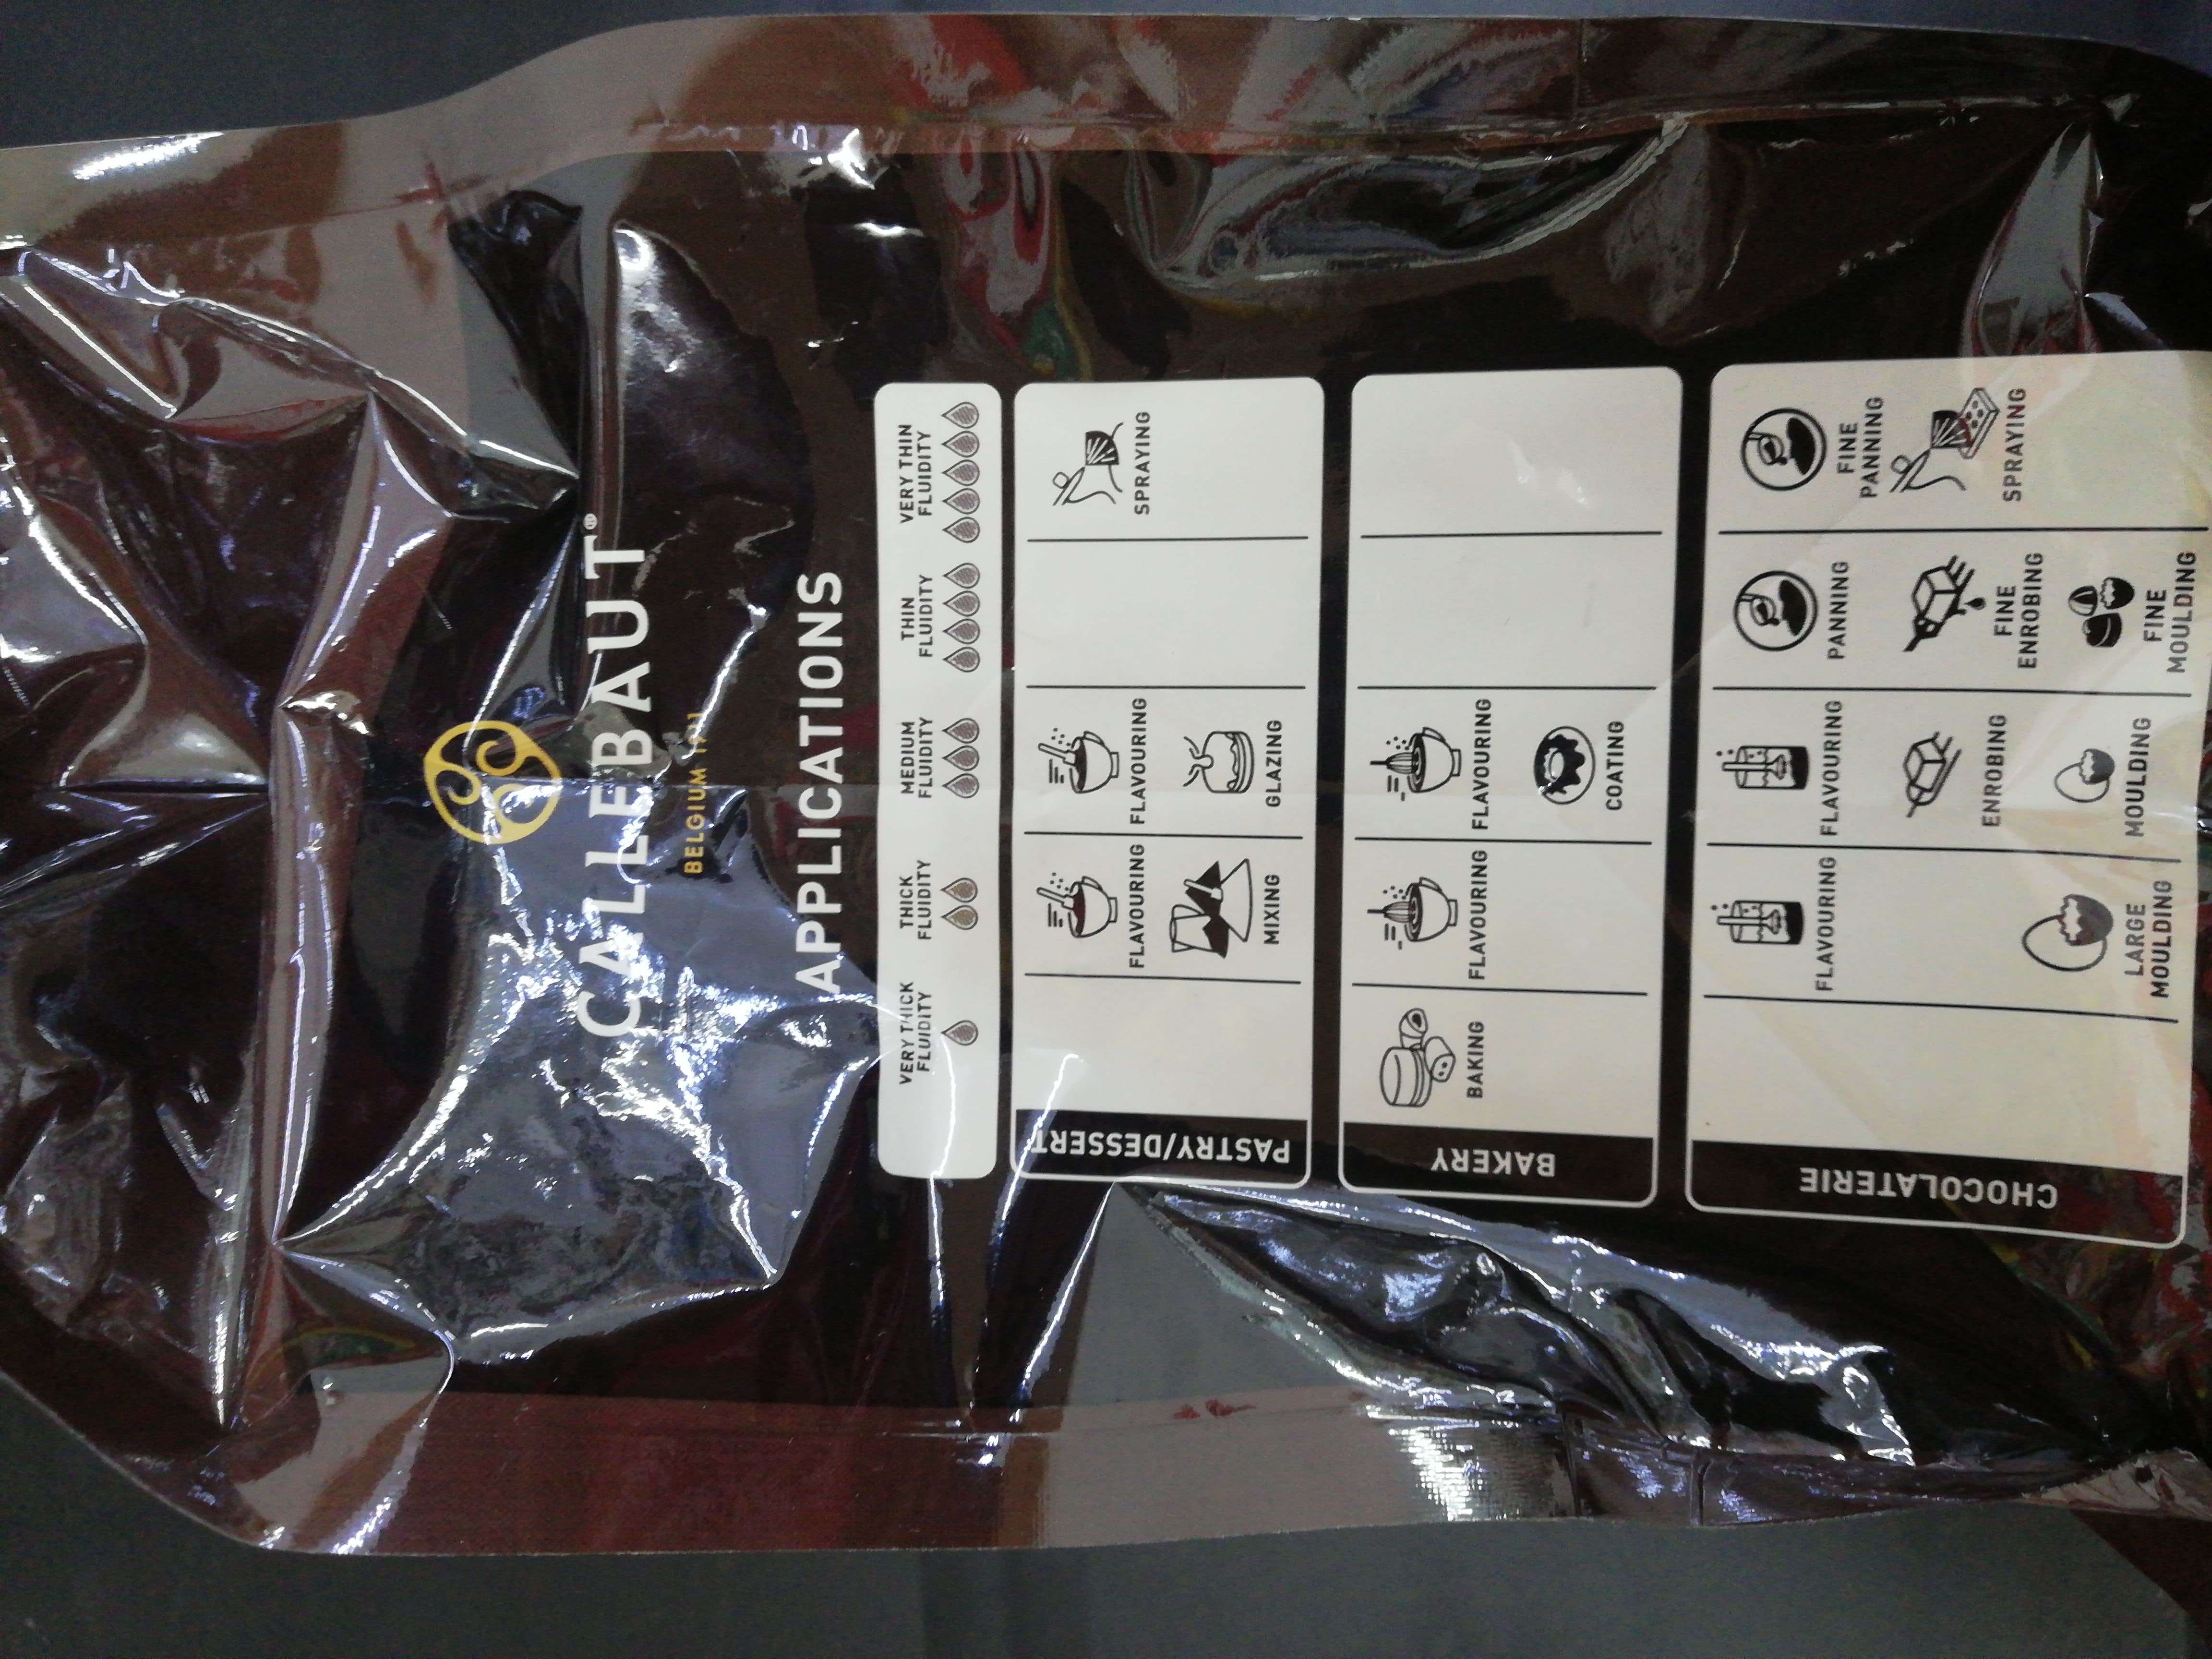 CALLEBAUT®
BELGIUM 1911
APPLICATIONS
VERY THICK
FLUIDITY
THICK
FLUIDITY
MEDIUM
FLUIDITY
THIN
FLUIDITY
VERY THIN
FLUIDITY
PASTRY/DESSERT
FLAVOURING
MIXING
FLAVOURING
GLAZING
SPRAYING
BAKERY
BAKING
FLAVOURING
FLAVOURING
COATING
CHOCOLATERIE
FLAVOURING
LARGE
MOULDING
FLAVOURING
ENROBING
MOULDING
PANNING
FINE
ENROBING
FINE
MOULDING
FINE
PANNING
SPRAYING